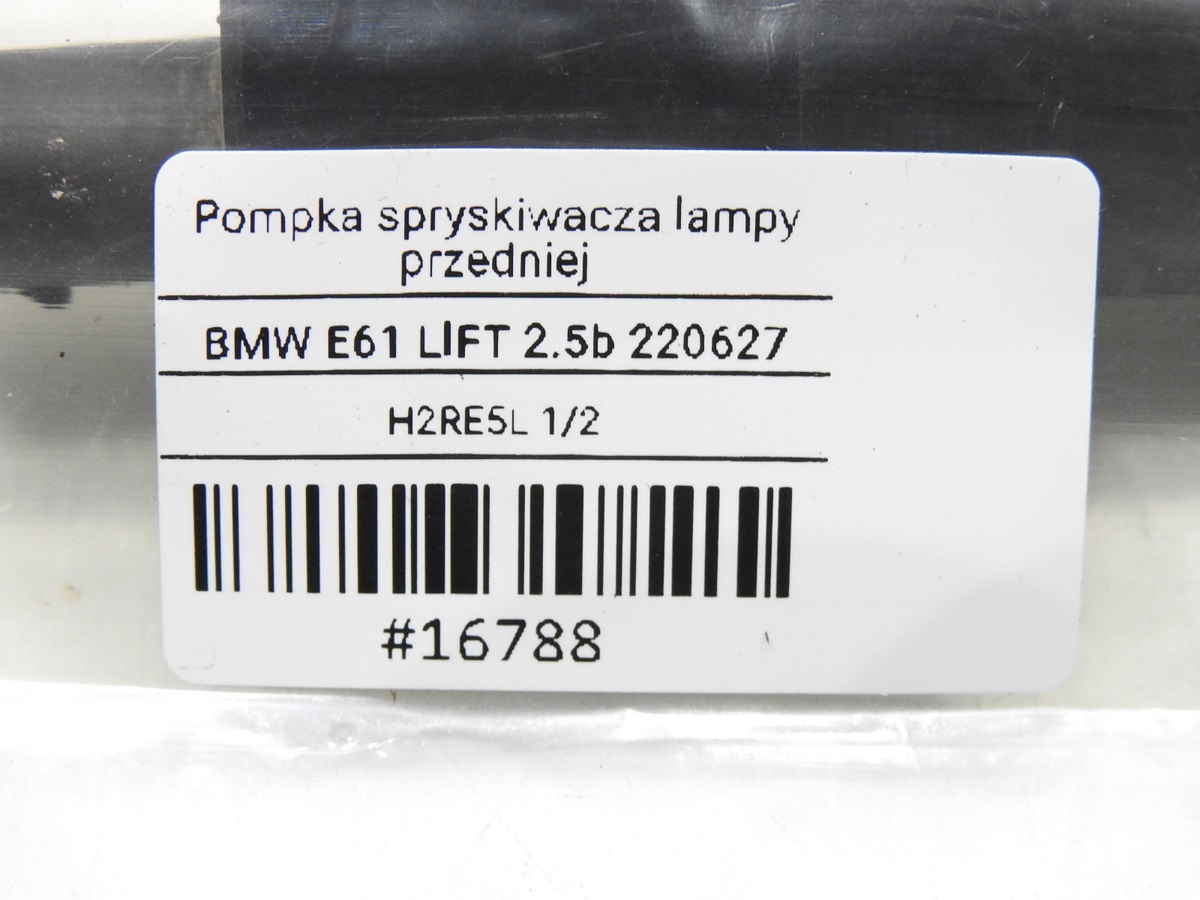 Pompka spryskiwacza lampy
przedniej
BMW E61 LIFT 2.5b 220627
H2RE5L 1/2
#16788